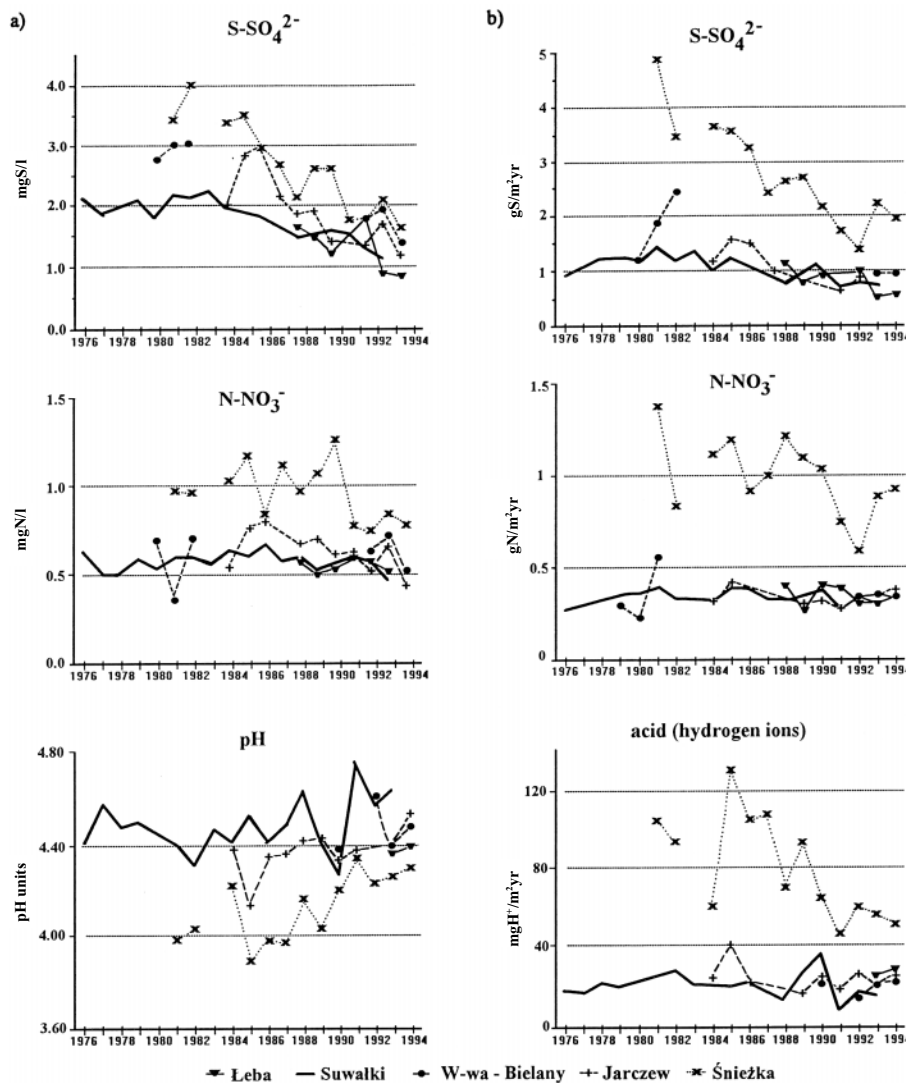 a)
S-SO₄²⁻
mgS/l
4.0
3.0
2.0
1.0
0.0
1976 1978 1980 1982 1984 1986 1988 1990 1992 1994
N-NO₃⁻
mgN/l
1.5
1.0
0.5
0.0
1976 1978 1980 1982 1984 1986 1988 1990 1992 1994
pH
pH units
4.80
4.40
4.00
3.60
1976 1978 1980 1982 1984 1986 1988 1990 1992 1994
b)
S-SO₄²⁻
gS/m²yr
5
4
3
2
1
0
1976 1978 1980 1982 1984 1986 1988 1990 1992 1994
N-NO₃⁻
gN/m²yr
1.5
1
0.5
0
1976 1978 1980 1982 1984 1986 1988 1990 1992 1994
acid (hydrogen ions)
mgH⁺/m²yr
120
80
40
0
1976 1978 1980 1982 1984 1986 1988 1990 1992 1994
Łeba Suwałki W-wa - Bielany Jarczew Śnieżka